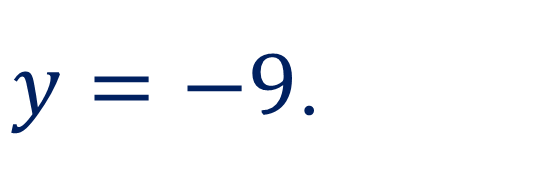 y = −9.